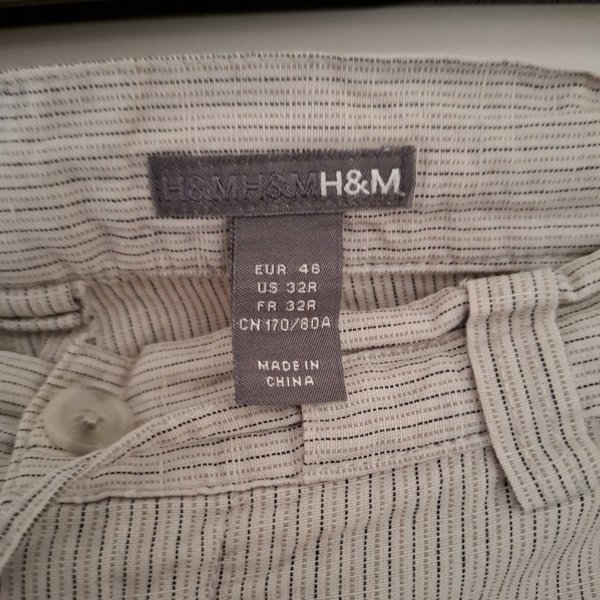 H&MH&MH&M
EUR 46
US 32R
FR 32R
CN 170/80A
MADE IN
CHINA